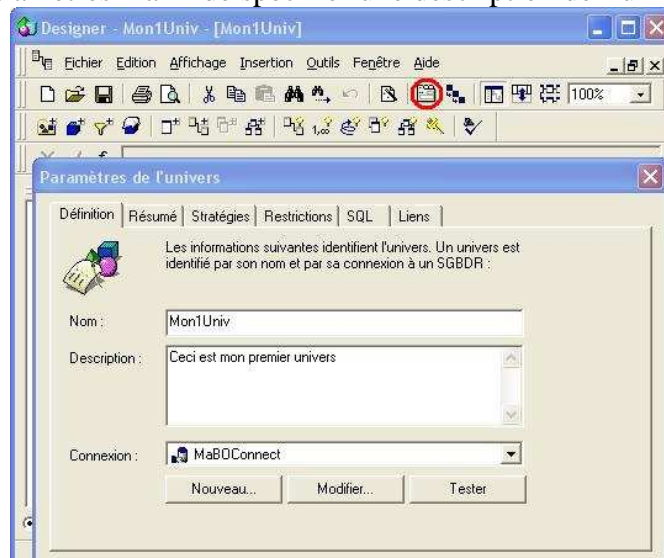 Designer - Mon1Univ - [Mon1Univ]
Fichier Edition Affichage Insertion Outils Fenêtre Aide
100%
Paramètres de l'univers
Définition Résumé Stratégies Restrictions SQL Liens
Les informations suivantes identifient l'univers. Un univers est
identifié par son nom et par sa connexion à un SGBDR :
Nom : Mon1Univ
Description : Ceci est mon premier univers
Connexion : MaBOConnect
Nouveau... Modifier... Tester